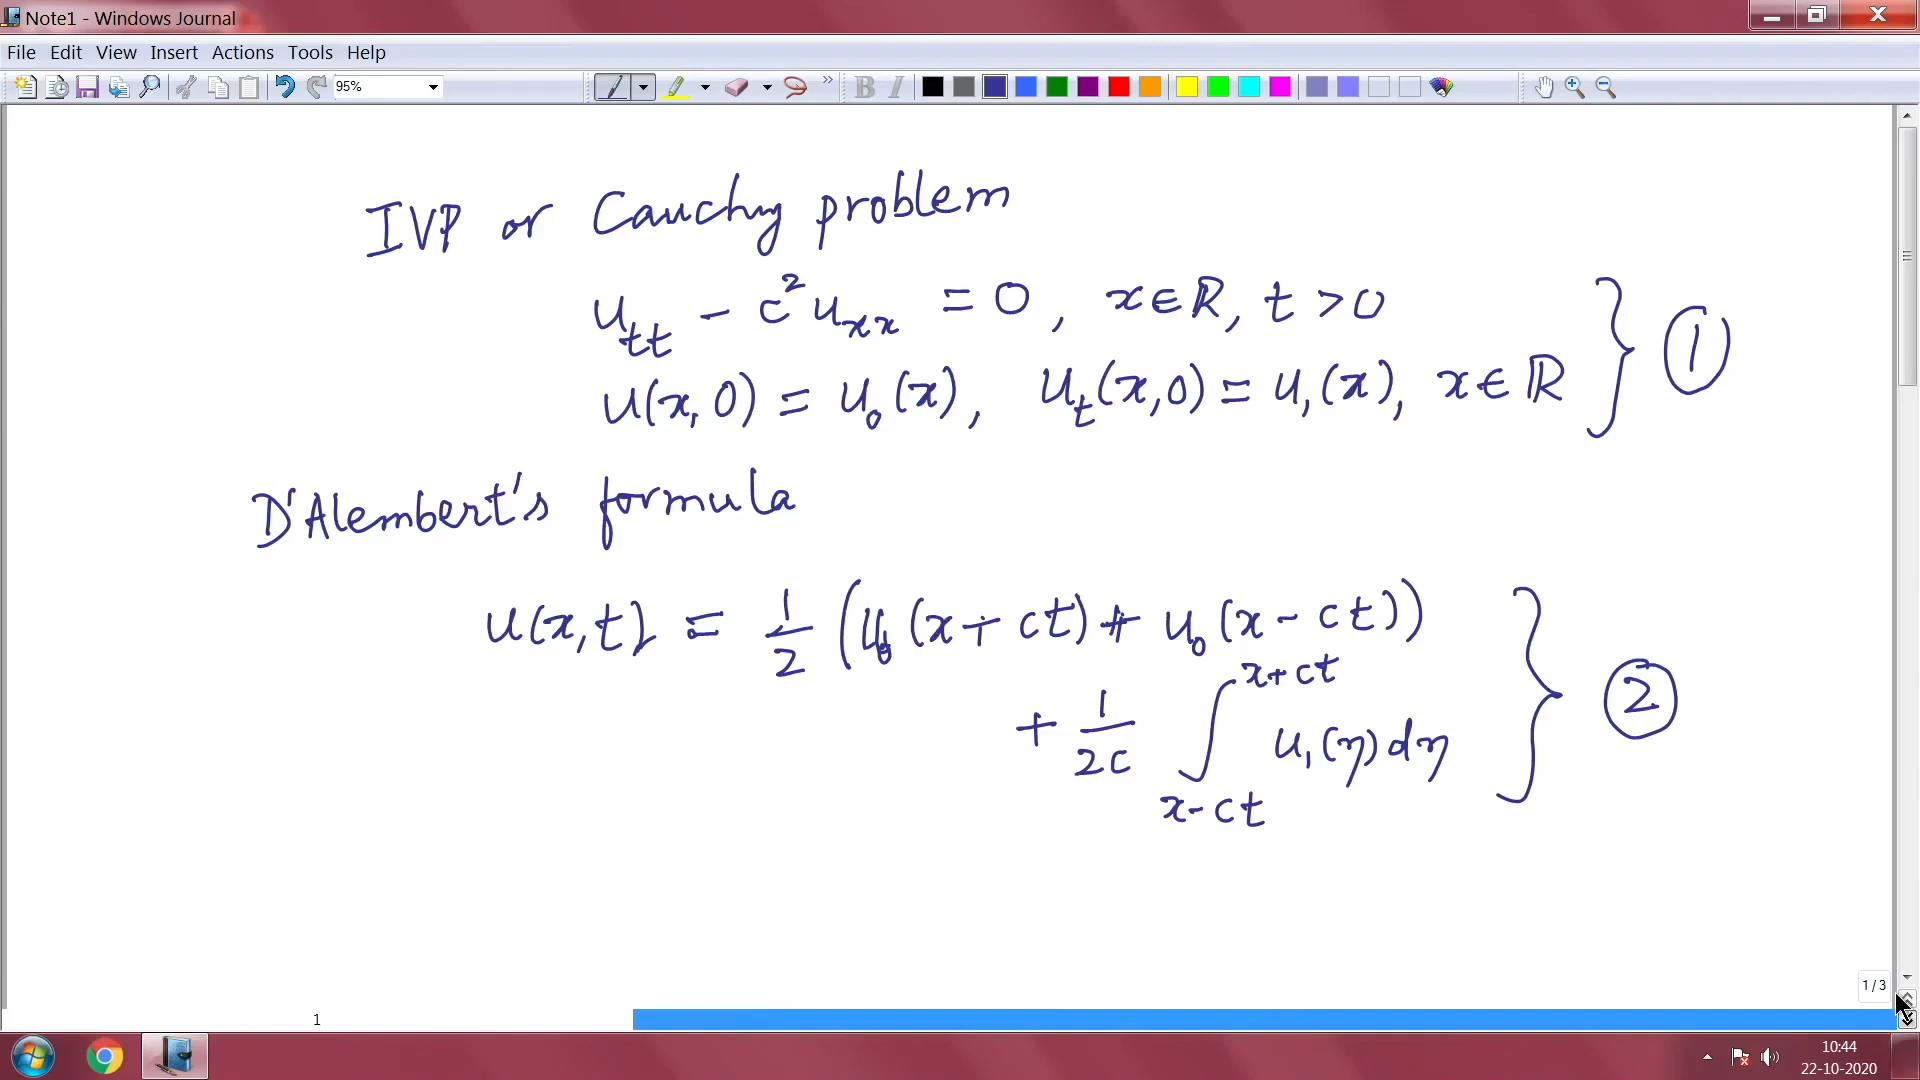 Note1 - Windows Journal
File Edit View Insert Actions Tools Help
95%
IVP or Cauchy problem
u_tt - c² u_xx = 0, x∈ℝ, t > 0
u(x, 0) = u₀(x), u_t(x,0) = u₁(x), x∈ℝ } ①
D'Alembert's formula
u(x,t) = 1/2 (u₀(x+ct) + u₀(x-ct))
+ 1/2c ∫_{x-ct}^{x+ct} u₁(η)dη } ②
1/3
1
10:44
22-10-2020